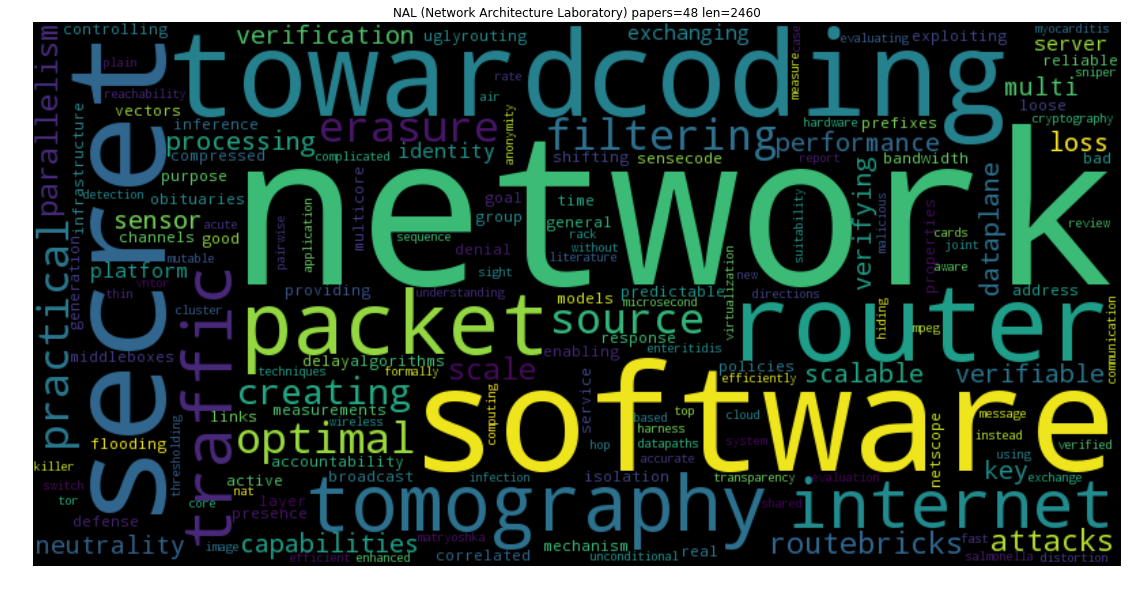 NAL (Network Architecture Laboratory) papers=48 len=2460
controlling
verification
uglyrouting
exchanging
evaluating
exploiting
myocarditis
server
reliable
sniper
multi
loose
cryptography
loss
bad
parallelism
plain
reachability
vectors
secret
toward
coding
rate
air
measure
case
inference
processing
compressed
complicated
erasure
identity
anonymity
filtering
shifting
sensecode
hardware
prefixes
performance
report
bandwidth
infrastructure
purpose
detection
obituaries
sensor
acute
channels
good
mutable
platform
thin
vntor
cluster
generation
practical
traffic
middleboxes
network
pairwise
application
multicore
sequence
goal
group
denial
sight
time
general
rack
without
literature
suitability
verifying
malicious
properties
cards
joint
aware
dataplane
review
new
directions
virtualization
address
providing
understanding
models
predictable
microsecond
packet
source
response
enteritidis
enabling
router
hiding
mpeg
communication
delay
algorithms
techniques
formally
scale
policies
efficiently
scalable
verifiable
creating
links
measurements
wireless
optimal
computing
service
software
based
top
cloud
harness
hop
datapaths
system
accurate
message
instead
verified
netscope
using
key
exchange
flooding
thresholding
killer
switch
tor
defense
neutrality
accountability
active
nat
layer
core
presence
broadcast
infection
isolation
transparency
evaluation
shared
tomography
internet
image
capabilities
efficient
enhanced
matryoshka
correlated
mechanism
unconditional
real
routebricks
fast
attacks
salmonella
distortion